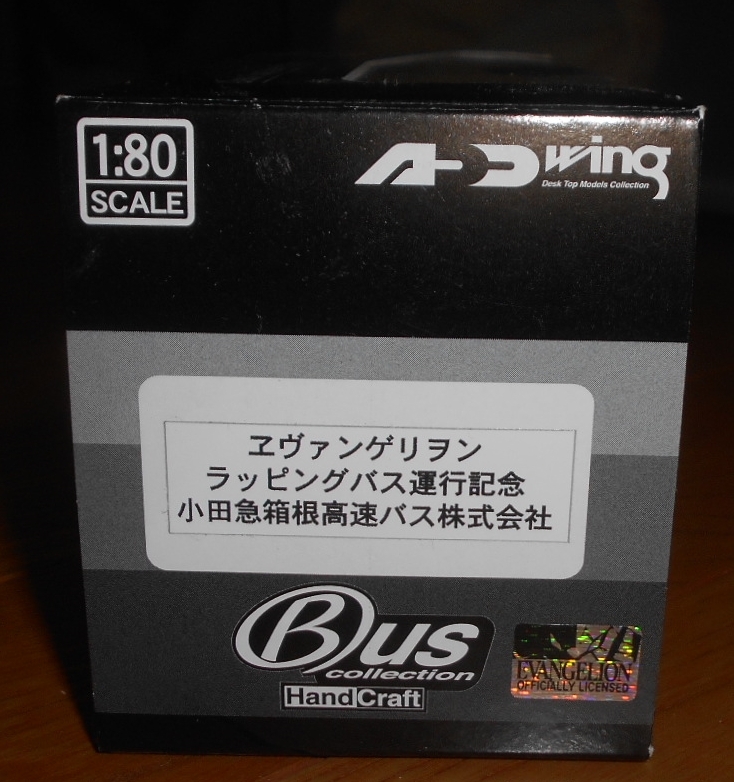 1:80
SCALE
ADD wing
Desk Top Models Collection
ヱヴァンゲリヲン
ラッピングバス運行記念
小田急箱根高速バス株式会社
Bus
collection
HandCraft
EVANGELION
OFFICIALLY LICENSED